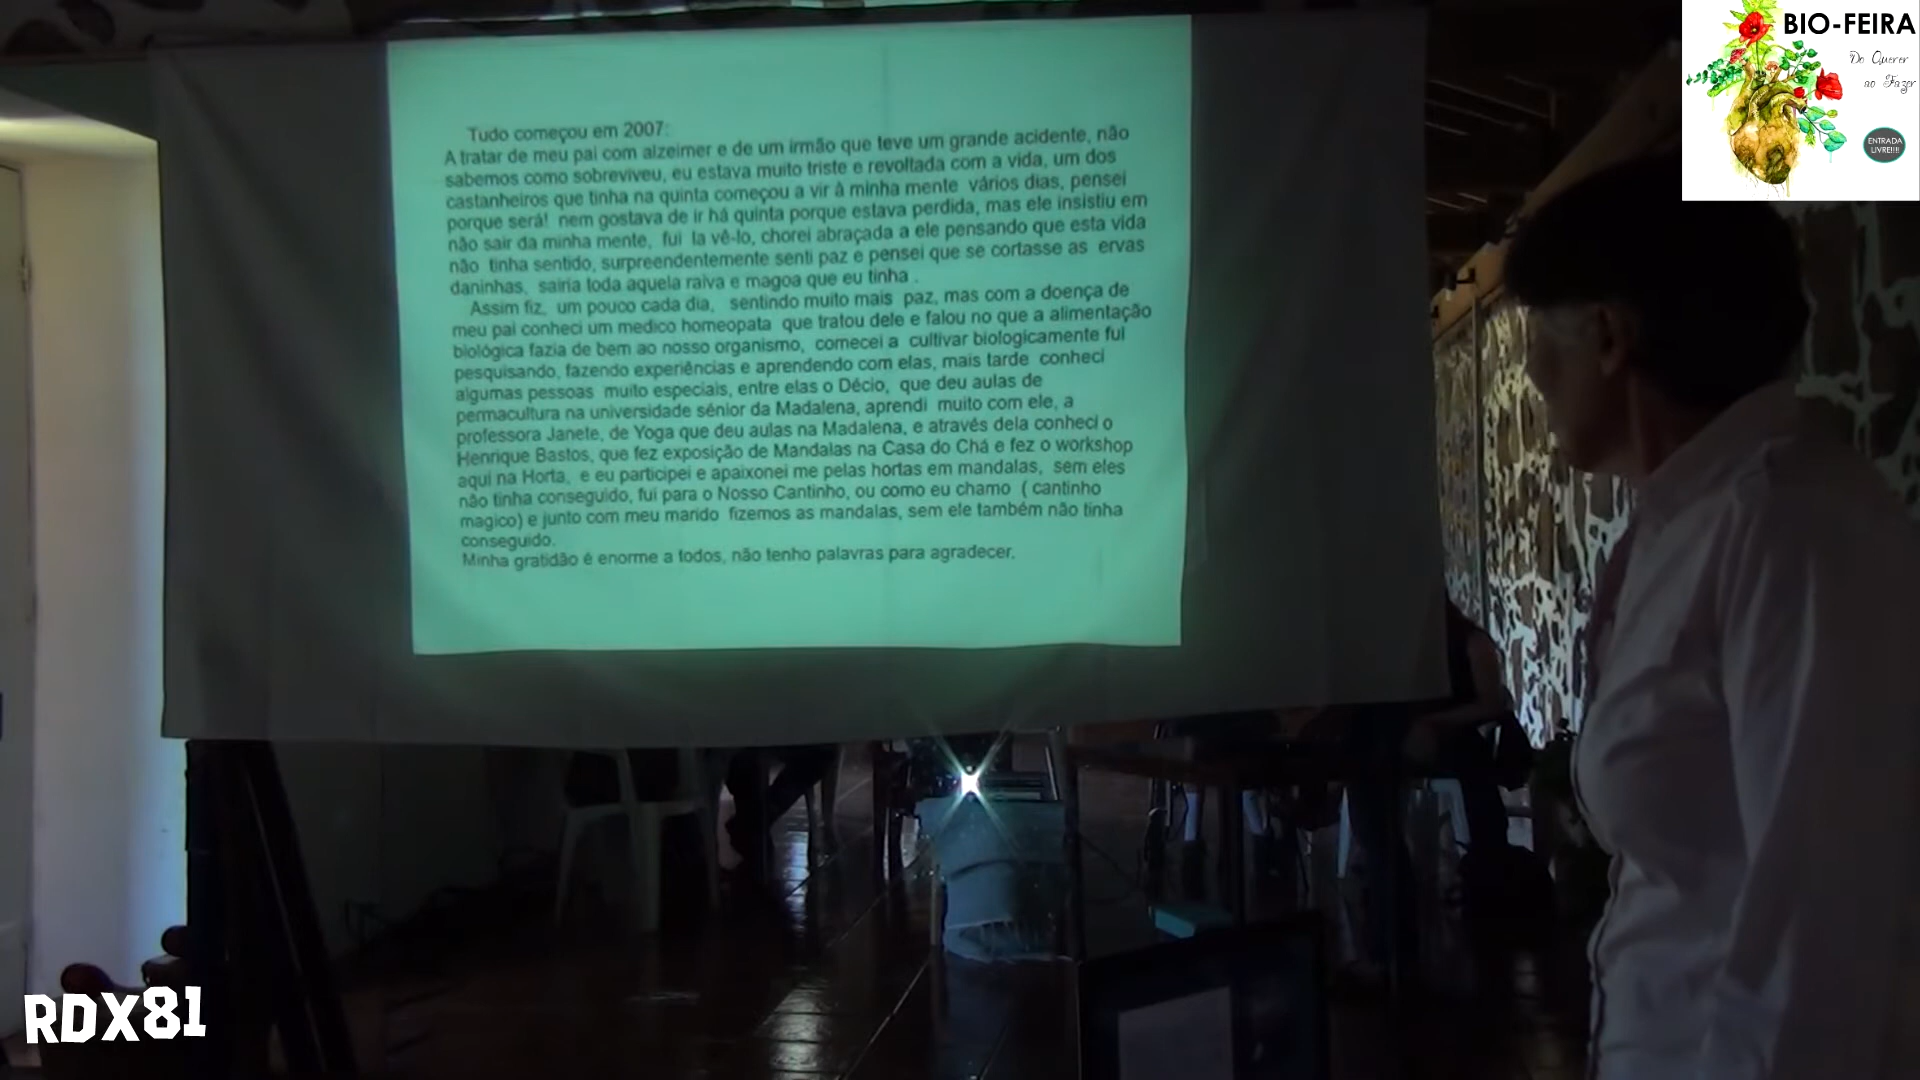 Tudo começou em 2007:
A tratar de meu pai com alzeimer e de um irmão que teve um grande acidente, não
sabemos como sobreviveu, eu estava muito triste e revoltada com a vida, um dos
castanheiros que tinha na quinta começou a vir à minha mente vários dias, pensei
porque será! nem gostava de ir há quinta porque estava perdida, mas ele insistiu em
não sair da minha mente, fui la vê-lo, chorei abraçada a ele pensando que esta vida
não tinha sentido, surpreendentemente senti paz e pensei que se cortasse as ervas
daninhas, sairia toda aquela raiva e magoa que eu tinha .
Assim fiz, um pouco cada dia, sentindo muito mais paz, mas com a doença de
meu pai conheci um medico homeopata que tratou dele e falou no que a alimentação
biológica fazia de bem ao nosso organismo, comecei a cultivar biologicamente fui
pesquisando, fazendo experiências e aprendendo com elas, mais tarde conheci
algumas pessoas muito especiais, entre elas o Décio, que deu aulas de
permacultura na universidade sénior da Madalena, aprendi muito com ele, a
professora Janete, de Yoga que deu aulas na Madalena, e através dela conheci o
Henrique Bastos, que fez exposição de Mandalas na Casa do Chá e fez o workshop
aqui na Horta, e eu participei e apaixonei me pelas hortas em mandalas, sem eles
não tinha conseguido, fui para o Nosso Cantinho, ou como eu chamo ( cantinho
magico) e junto com meu marido fizemos as mandalas, sem ele também não tinha
conseguido.
Minha gratidão é enorme a todos, não tenho palavras para agradecer.
BIO-FEIRA
Do Querer
ao Fazer
ENTRADA
LIVRE!!!!
RDX81